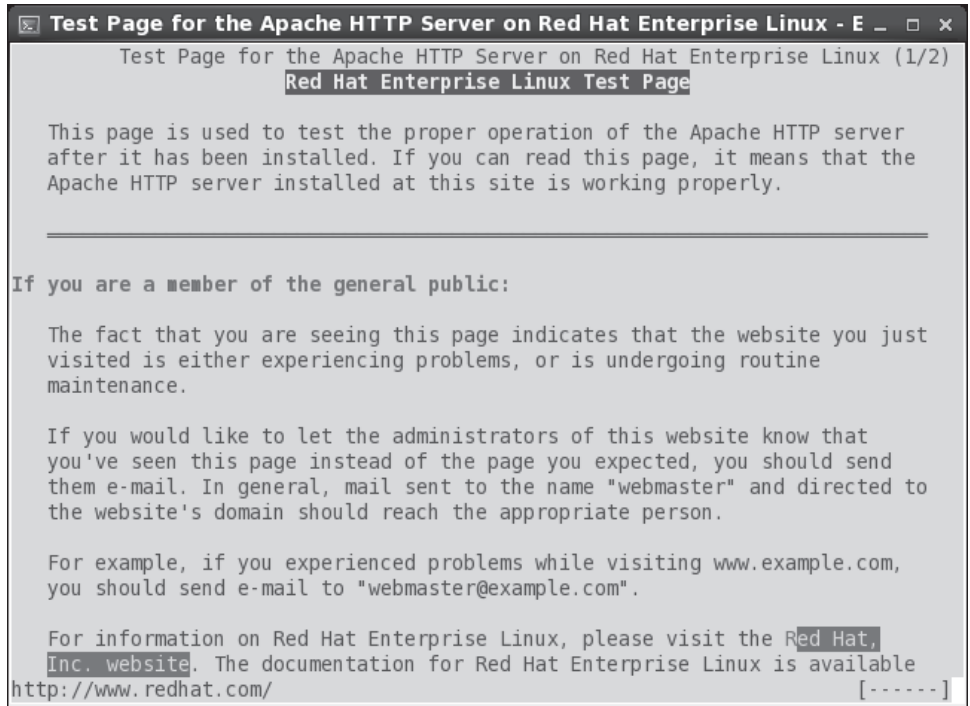 Test Page for the Apache HTTP Server on Red Hat Enterprise Linux - E
Test Page for the Apache HTTP Server on Red Hat Enterprise Linux (1/2)
Red Hat Enterprise Linux Test Page
This page is used to test the proper operation of the Apache HTTP server
after it has been installed. If you can read this page, it means that the
Apache HTTP server installed at this site is working properly.
If you are a member of the general public:
The fact that you are seeing this page indicates that the website you just
visited is either experiencing problems, or is undergoing routine
maintenance.
If you would like to let the administrators of this website know that
you've seen this page instead of the page you expected, you should send
them e-mail. In general, mail sent to the name "webmaster" and directed to
the website's domain should reach the appropriate person.
For example, if you experienced problems while visiting www.example.com,
you should send e-mail to "webmaster@example.com".
For information on Red Hat Enterprise Linux, please visit the Red Hat,
Inc. website. The documentation for Red Hat Enterprise Linux is available
http://www.redhat.com/ [------]